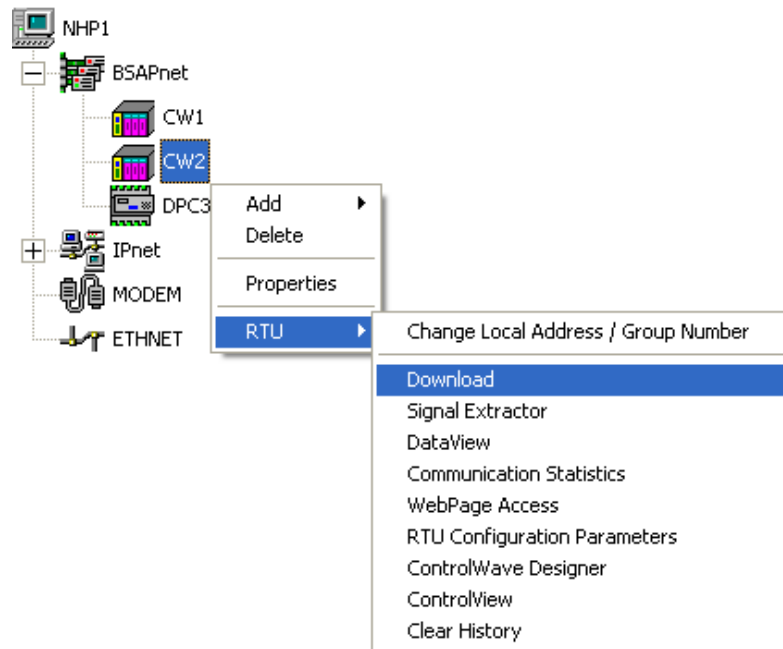 NHP1
BSAPnet
CW1
CW2
DPC3
IPnet
MODEM
ETHNET
Add
Delete
Properties
RTU
Change Local Address / Group Number
Download
Signal Extractor
DataView
Communication Statistics
WebPage Access
RTU Configuration Parameters
ControlWave Designer
ControlView
Clear History